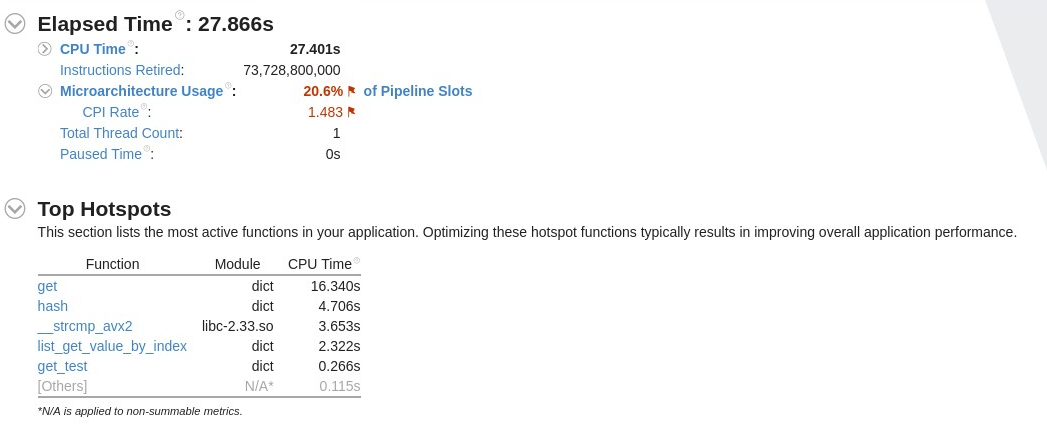 Elapsed Time: 27.866s
CPU Time: 27.401s
Instructions Retired: 73,728,800,000
Microarchitecture Usage: 20.6% of Pipeline Slots
CPI Rate: 1.483
Total Thread Count: 1
Paused Time: 0s
Top Hotspots
This section lists the most active functions in your application. Optimizing these hotspot functions typically results in improving overall application performance.
Function Module CPU Time
get dict 16.340s
hash dict 4.706s
__strcmp_avx2 libc-2.33.so 3.653s
list_get_value_by_index dict 2.322s
get_test dict 0.266s
[Others] N/A* 0.115s
*N/A is applied to non-summable metrics.